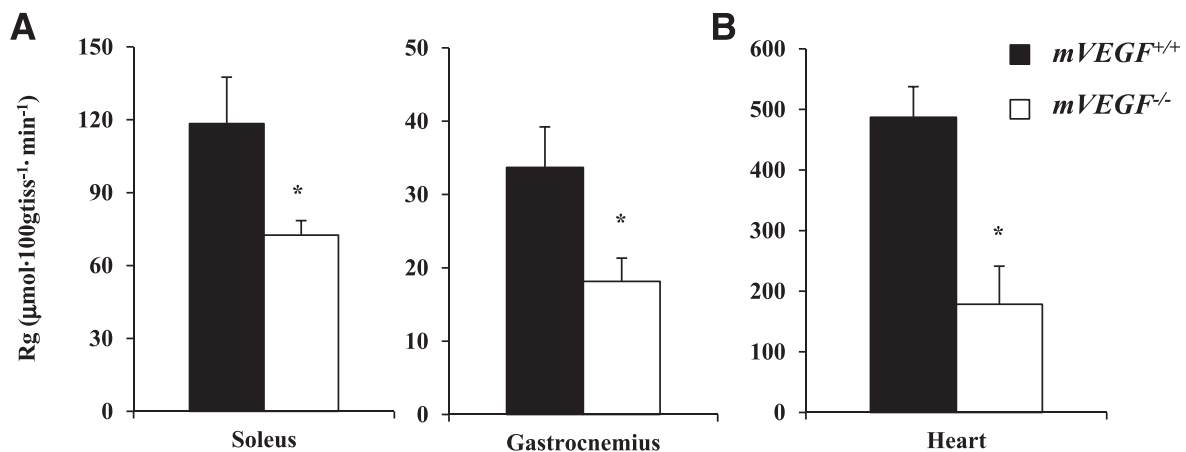 A
B
Rg (µmol·100gtiss⁻¹· min⁻¹)
150
120
90
60
30
0
*
Soleus
50
40
30
20
10
0
*
Gastrocnemius
600
500
400
300
200
100
0
*
Heart
mVEGF⁺/⁺
mVEGF⁻/⁻